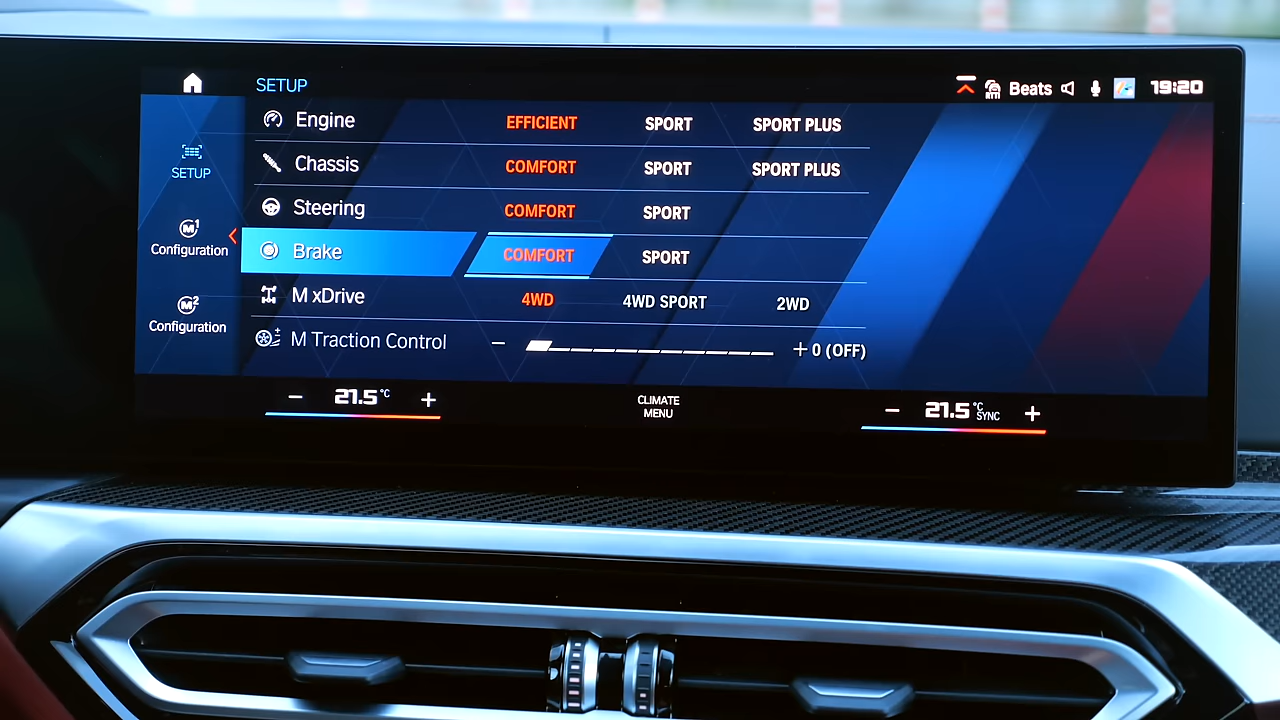 SETUP
Beats 19:20
Engine EFFICIENT SPORT SPORT PLUS
Chassis COMFORT SPORT SPORT PLUS
SETUP
Steering COMFORT SPORT
M1
Configuration
Brake COMFORT SPORT
M xDrive 4WD 4WD SPORT 2WD
M2
Configuration
M Traction Control − + 0 (OFF)
− 21.5 °C +
CLIMATE
MENU
− 21.5 °C SYNC +